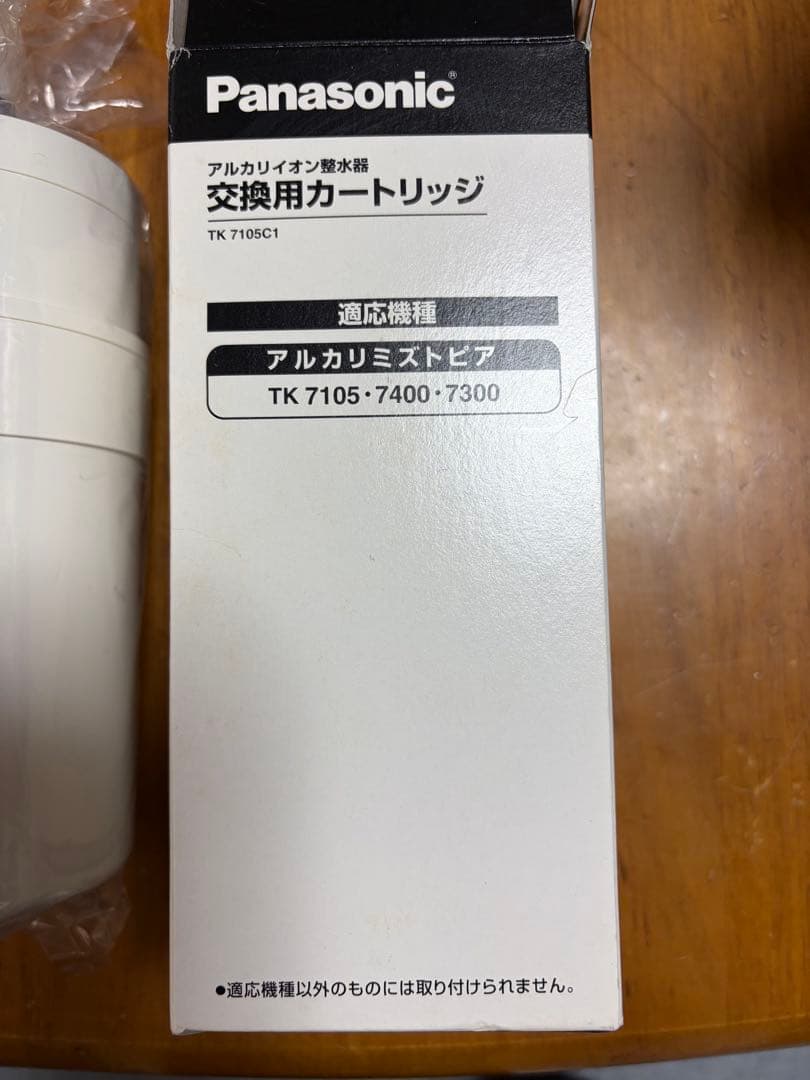 Panasonic®
アルカリイオン整水器
交換用カートリッジ
TK 7105C1
適応機種
アルカリミズトピア
TK 7105・7400・7300
●適応機種以外のものには取り付けられません。